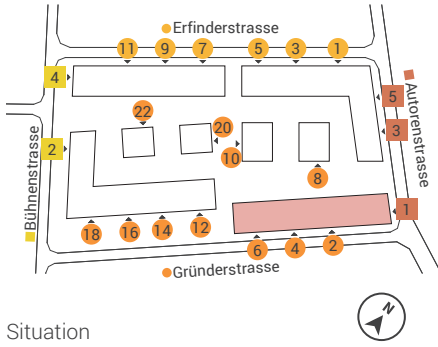 Erfinderstrasse
11 9 7 5 3 1
4
5
Autorenstrasse
22
20
3
2
10
8
Bühnenstrasse
1
18 16 14 12
6 4 2
Gründerstrasse
N
Situation